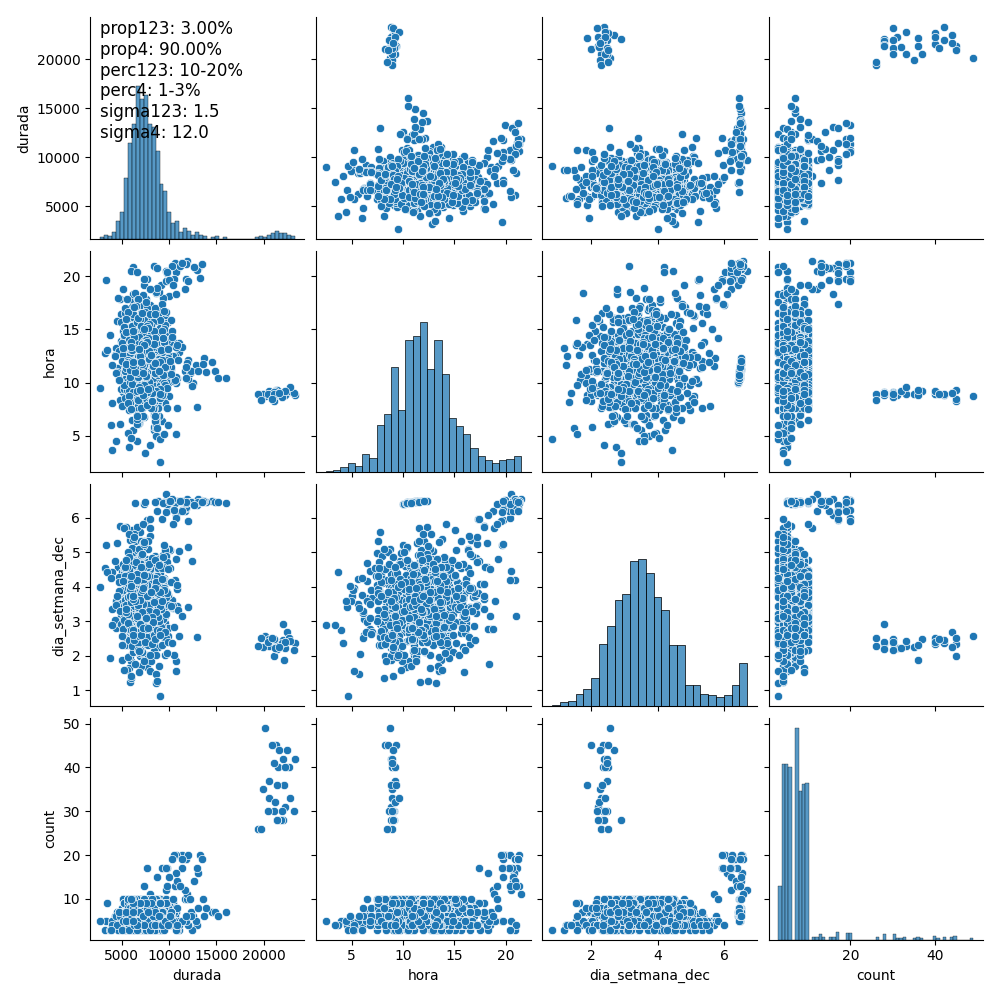 prop123: 3.00%
prop4: 90.00%
perc123: 10-20%
perc4: 1-3%
sigma123: 1.5
sigma4: 12.0
durada
20000
15000
10000
5000
hora
20
15
10
5
dia_setmana_dec
6
5
4
3
2
1
count
50
40
30
20
10
5000 10000 15000 20000
5 10 15 20
2 4 6
20 40
durada
hora
dia_setmana_dec
count